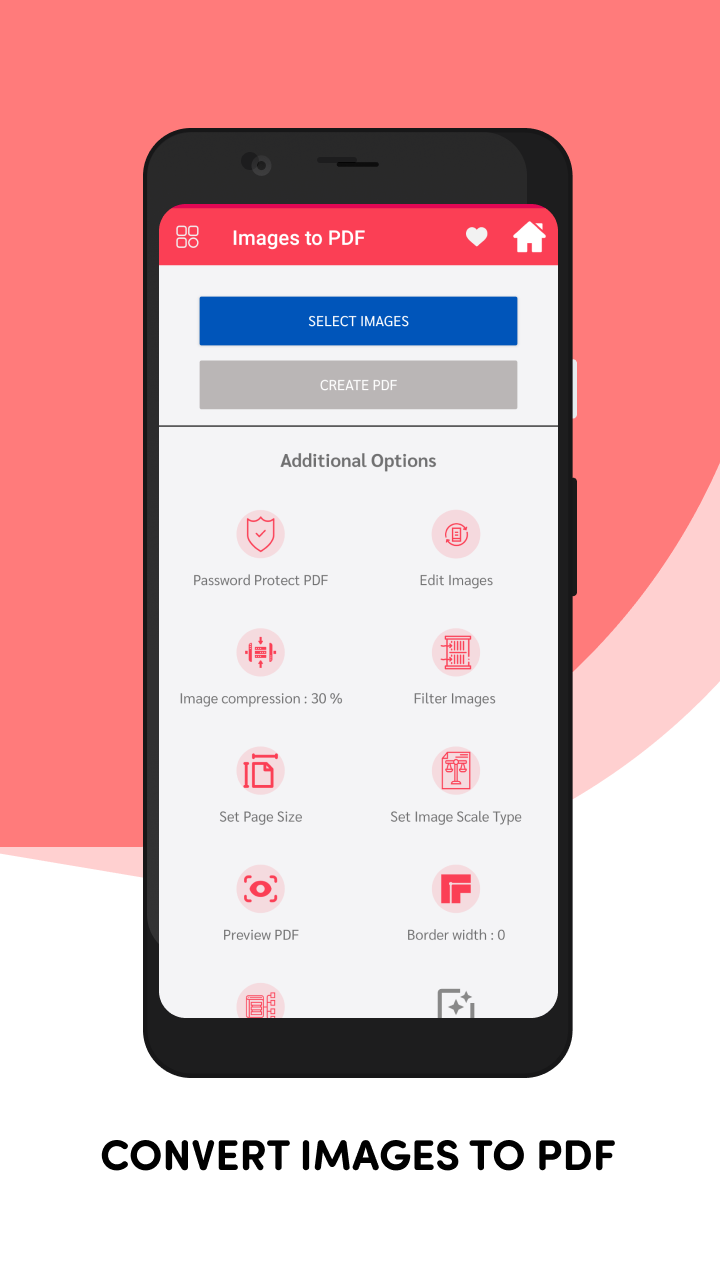 Images to PDF
SELECT IMAGES
CREATE PDF
Additional Options
Password Protect PDF
Edit Images
Image compression : 30 %
Filter Images
Set Page Size
Set Image Scale Type
Preview PDF
Border width : 0
CONVERT IMAGES TO PDF